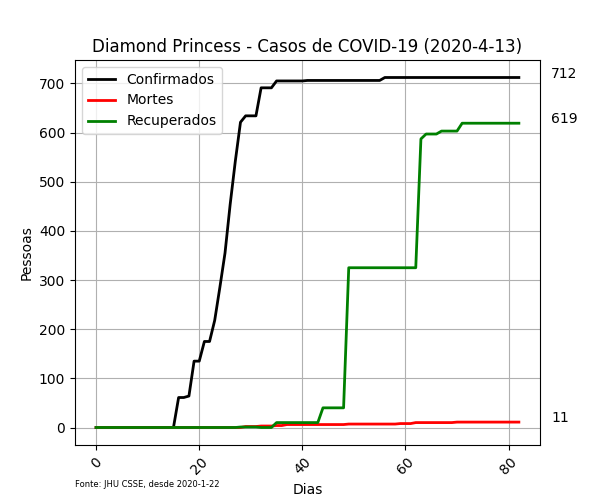 Diamond Princess - Casos de COVID-19 (2020-4-13)
Confirmados
Mortes
Recuperados
712
619
11
Pessoas
700
600
500
400
300
200
100
0
0
20
40
60
80
Dias
Fonte: JHU CSSE, desde 2020-1-22